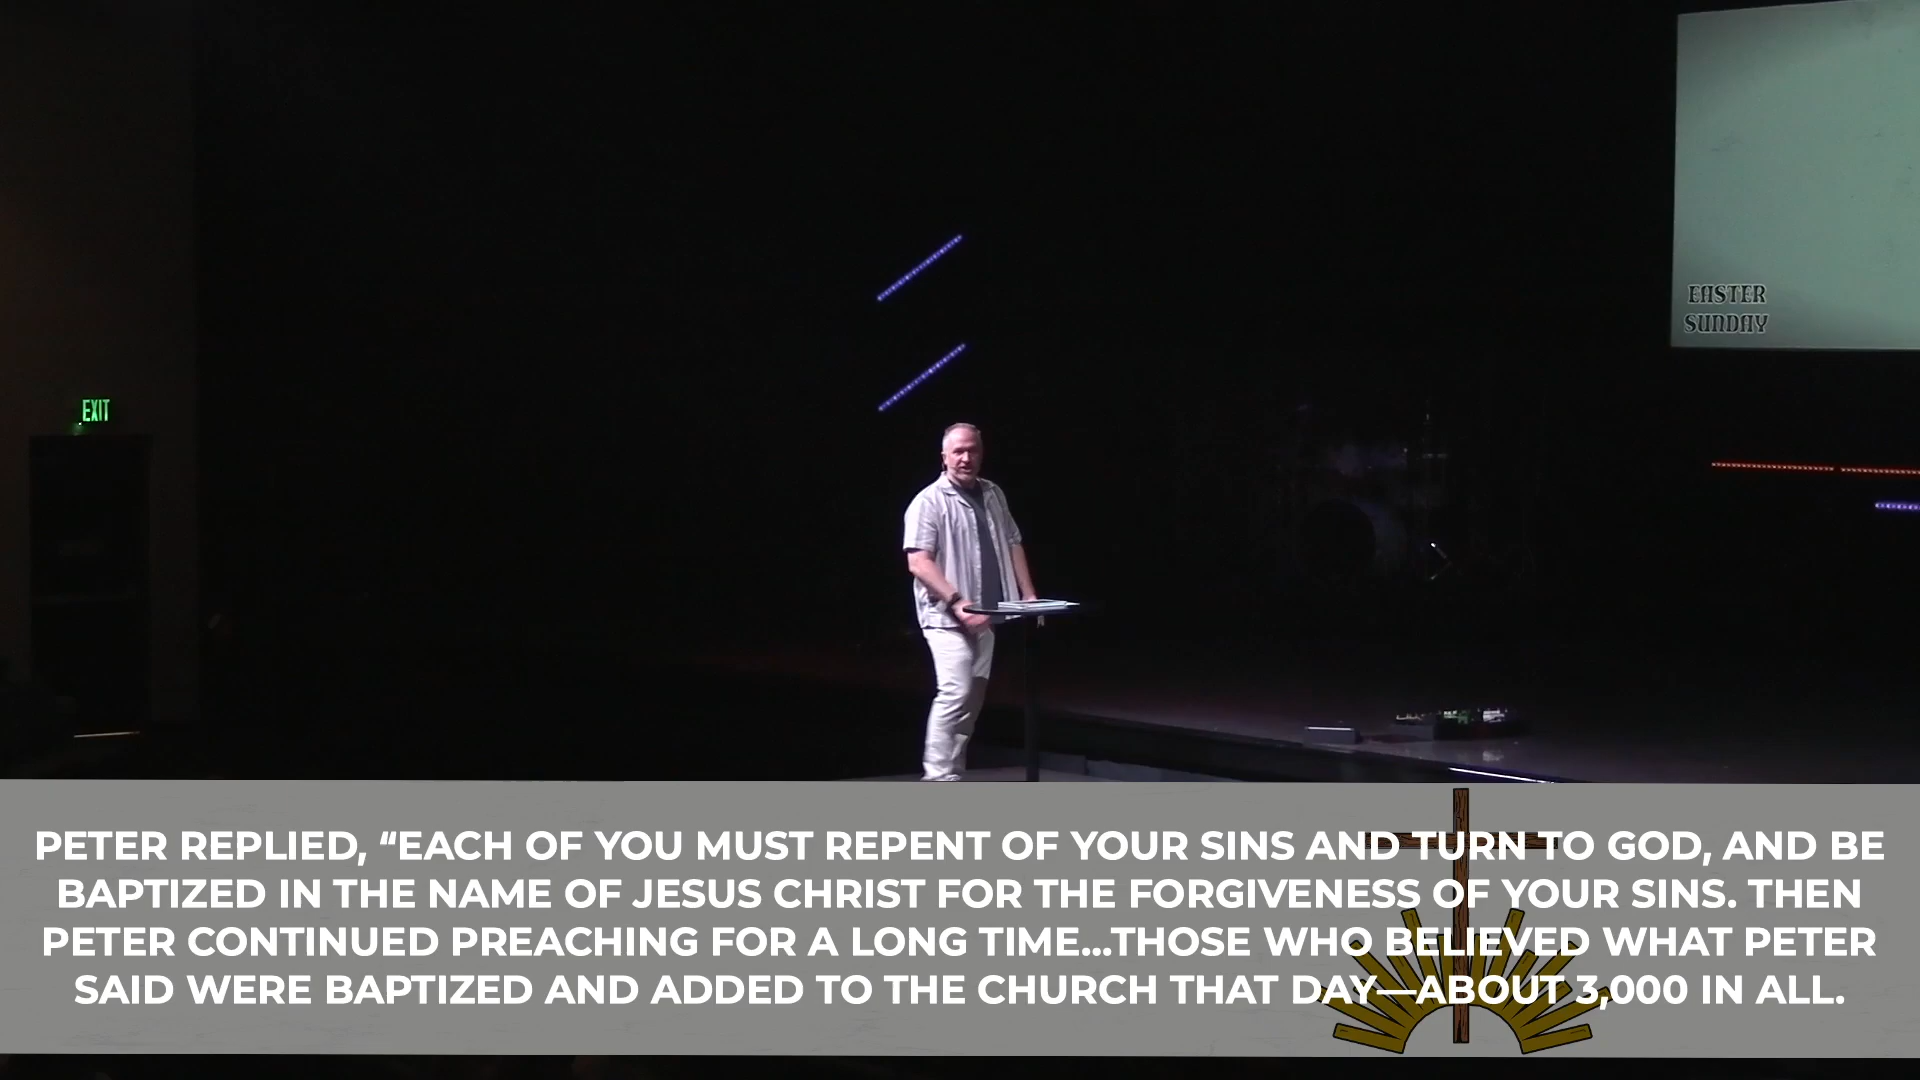 EASTER
SUNDAY
EXIT
PETER REPLIED, “EACH OF YOU MUST REPENT OF YOUR SINS AND TURN TO GOD, AND BE
BAPTIZED IN THE NAME OF JESUS CHRIST FOR THE FORGIVENESS OF YOUR SINS. THEN
PETER CONTINUED PREACHING FOR A LONG TIME...THOSE WHO BELIEVED WHAT PETER
SAID WERE BAPTIZED AND ADDED TO THE CHURCH THAT DAY—ABOUT 3,000 IN ALL.